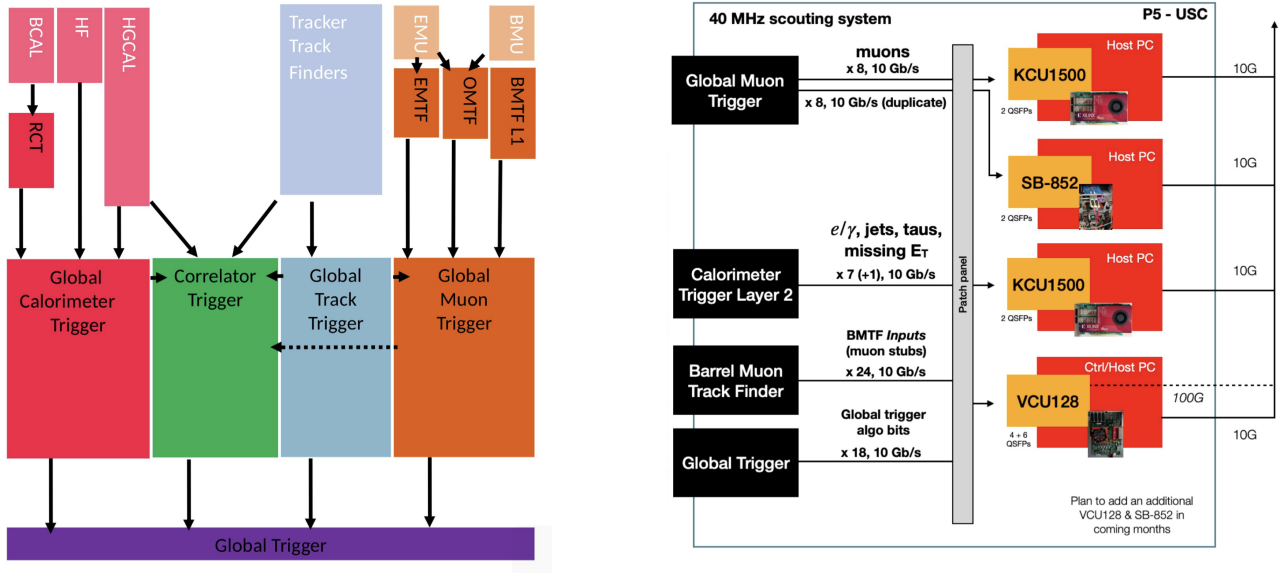 BCAL
HF
HGCAL
Tracker
Track
Finders
EMU
BMU
RCT
EMTF
OMTF
BMTF L1
Global
Calorimeter
Trigger
Correlator
Trigger
Global
Track
Trigger
Global
Muon
Trigger
Global Trigger
40 MHz scouting system
P5 - USC
Global Muon
Trigger
muons
x 8, 10 Gb/s
x 8, 10 Gb/s (duplicate)
Host PC
KCU1500
2 QSFPs
10G
Host PC
SB-852
2 QSFPs
10G
Calorimeter
Trigger Layer 2
e/γ, jets, taus,
missing ET
x 7 (+1), 10 Gb/s
Patch panel
Host PC
KCU1500
2 QSFPs
10G
Barrel Muon
Track Finder
BMTF Inputs
(muon stubs)
x 24, 10 Gb/s
Ctrl/Host PC
VCU128
4 + 6
QSFPs
100G
10G
Global Trigger
Global trigger
algo bits
x 18, 10 Gb/s
Plan to add an additional
VCU128 & SB-852 in
coming months